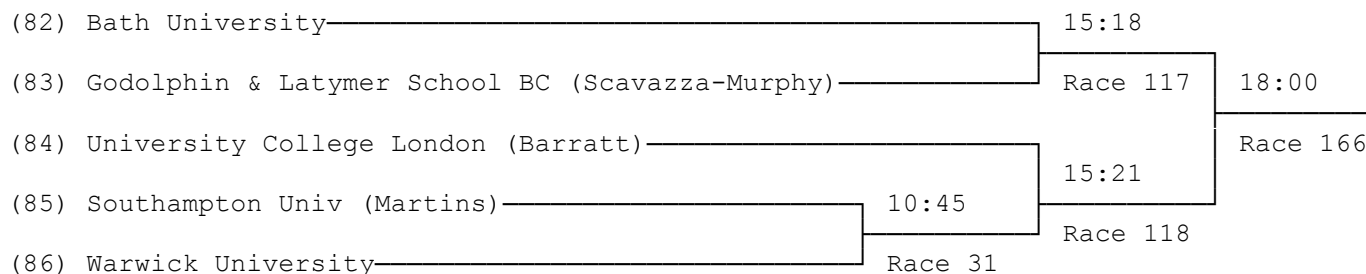 (82) Bath University 15:18
(83) Godolphin & Latymer School BC (Scavazza-Murphy) Race 117 18:00
(84) University College London (Barratt) Race 166
15:21
(85) Southampton Univ (Martins) 10:45
Race 118
(86) Warwick University Race 31